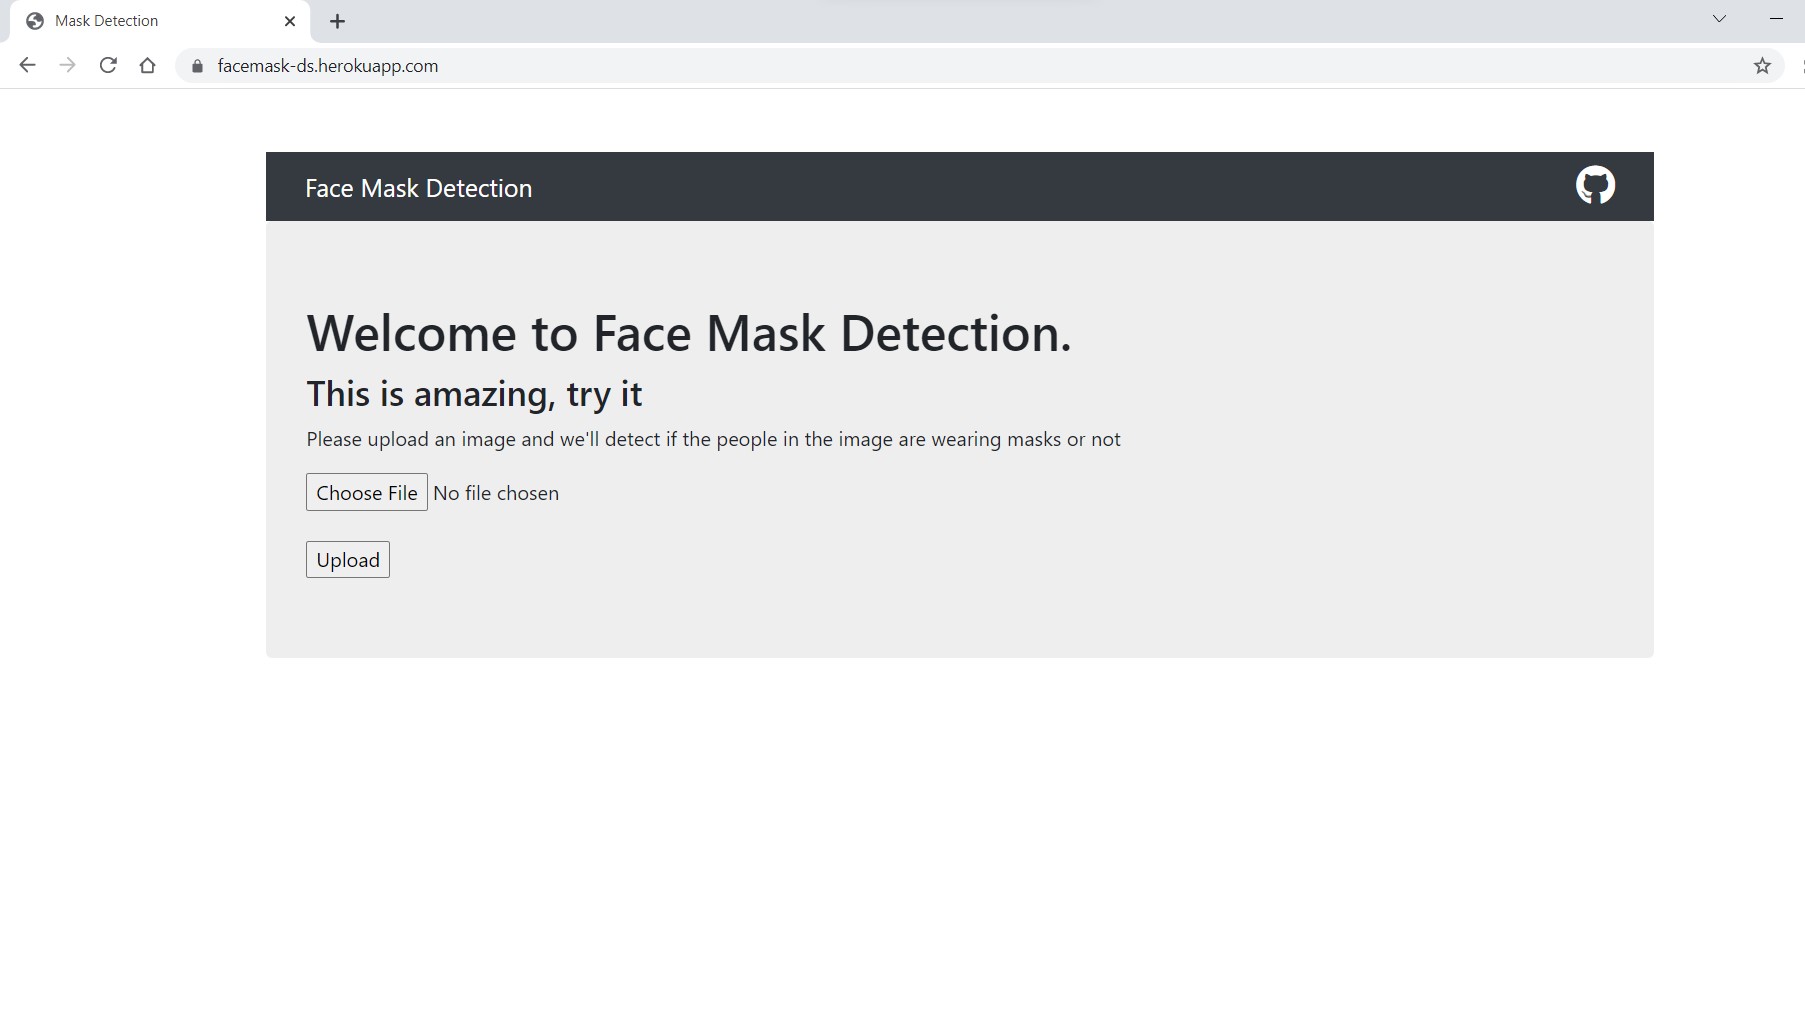 Mask Detection
facemask-ds.herokuapp.com
Face Mask Detection
Welcome to Face Mask Detection.
This is amazing, try it
Please upload an image and we'll detect if the people in the image are wearing masks or not
Choose File No file chosen
Upload